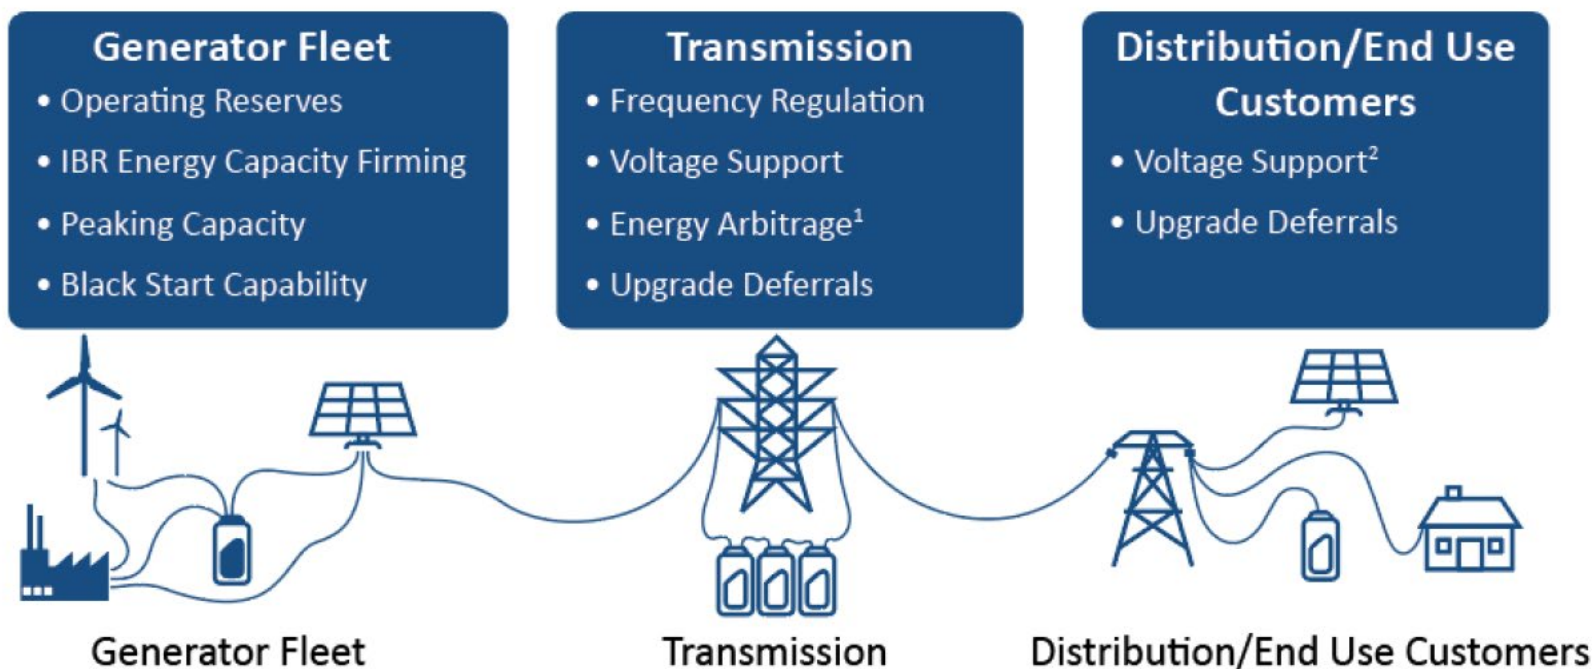 Generator Fleet
• Operating Reserves
• IBR Energy Capacity Firming
• Peaking Capacity
• Black Start Capability
Transmission
• Frequency Regulation
• Voltage Support
• Energy Arbitrage¹
• Upgrade Deferrals
Distribution/End Use
Customers
• Voltage Support²
• Upgrade Deferrals
Generator Fleet
Transmission
Distribution/End Use Customers